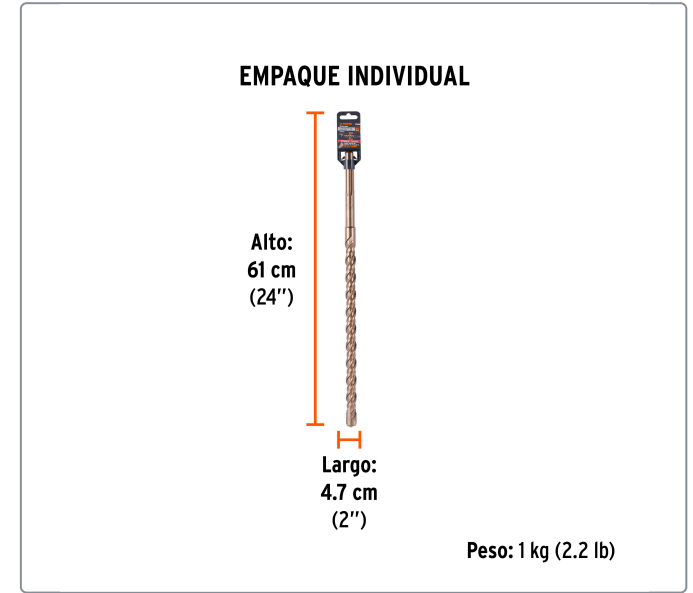 EMPAQUE INDIVIDUAL
Alto:
61 cm
(24’’)
Largo:
4.7 cm
(2’’)
Peso: 1 kg (2.2 lb)